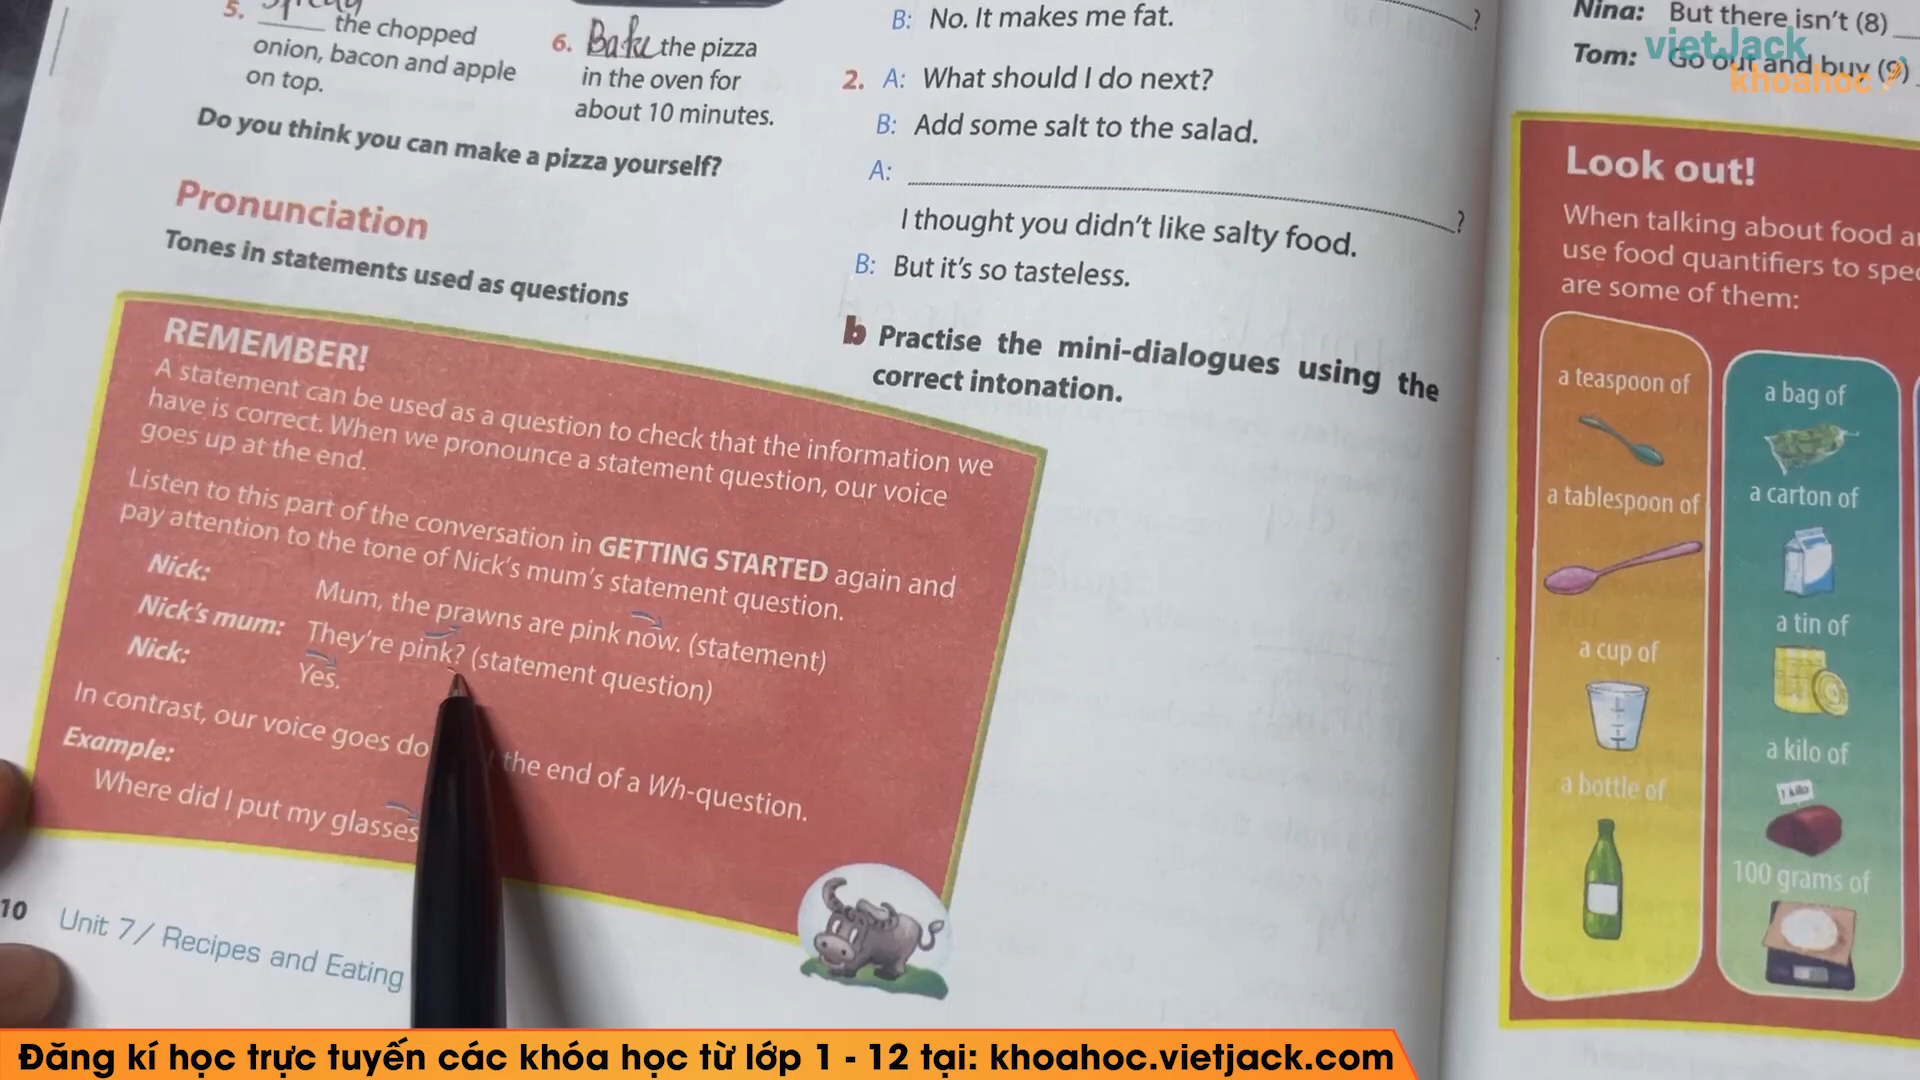 5. Spread the chopped
onion, bacon and apple
on top.
6. Bake the pizza
in the oven for
about 10 minutes.
Do you think you can make a pizza yourself?
Pronunciation
Tones in statements used as questions
REMEMBER!
A statement can be used as a question to check that the information we
have is correct. When we pronounce a statement question, our voice
goes up at the end.
Listen to this part of the conversation in GETTING STARTED again and
pay attention to the tone of Nick's mum's statement question.
Nick: Mum, the prawns are pink now. (statement)
Nick's mum: They're pink? (statement question)
Nick: Yes.
In contrast, our voice goes do the end of a Wh-question.
Example:
Where did I put my glasses
10 Unit 7/ Recipes and Eating
B: No. It makes me fat.
2. A: What should I do next?
B: Add some salt to the salad.
A: ?
I thought you didn't like salty food.
B: But it's so tasteless.
b Practise the mini-dialogues using the
correct intonation.
Nina: But there isn't (8)
Tom: Go out and buy (9)
vietJack
khoahoc
Look out!
When talking about food
use food quantifiers to
are some of them:
a teaspoon of
a tablespoon of
a cup of
a bottle of
a bag of
a carton of
a tin of
a kilo of
1 kilo
100 grams of
Đăng kí học trực tuyến các khóa học từ lớp 1 - 12 tại: khoahoc.vietjack.com